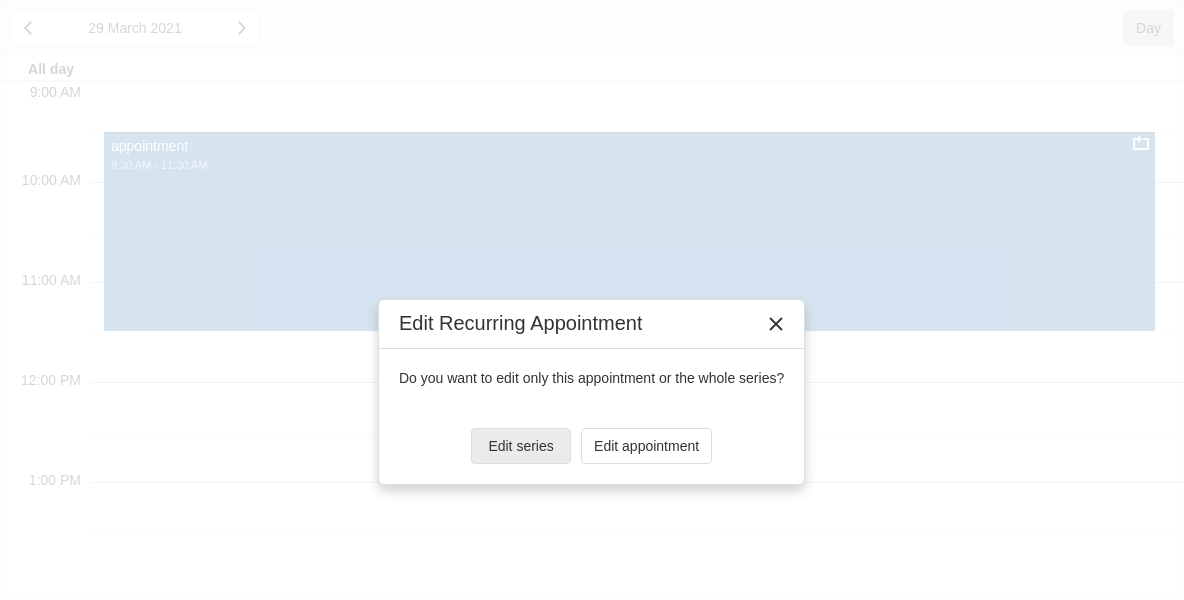 29 March 2021
Day
All day
9:00 AM
appointment
9:30 AM - 11:30 AM
10:00 AM
11:00 AM
Edit Recurring Appointment
Do you want to edit only this appointment or the whole series?
12:00 PM
Edit series
Edit appointment
1:00 PM